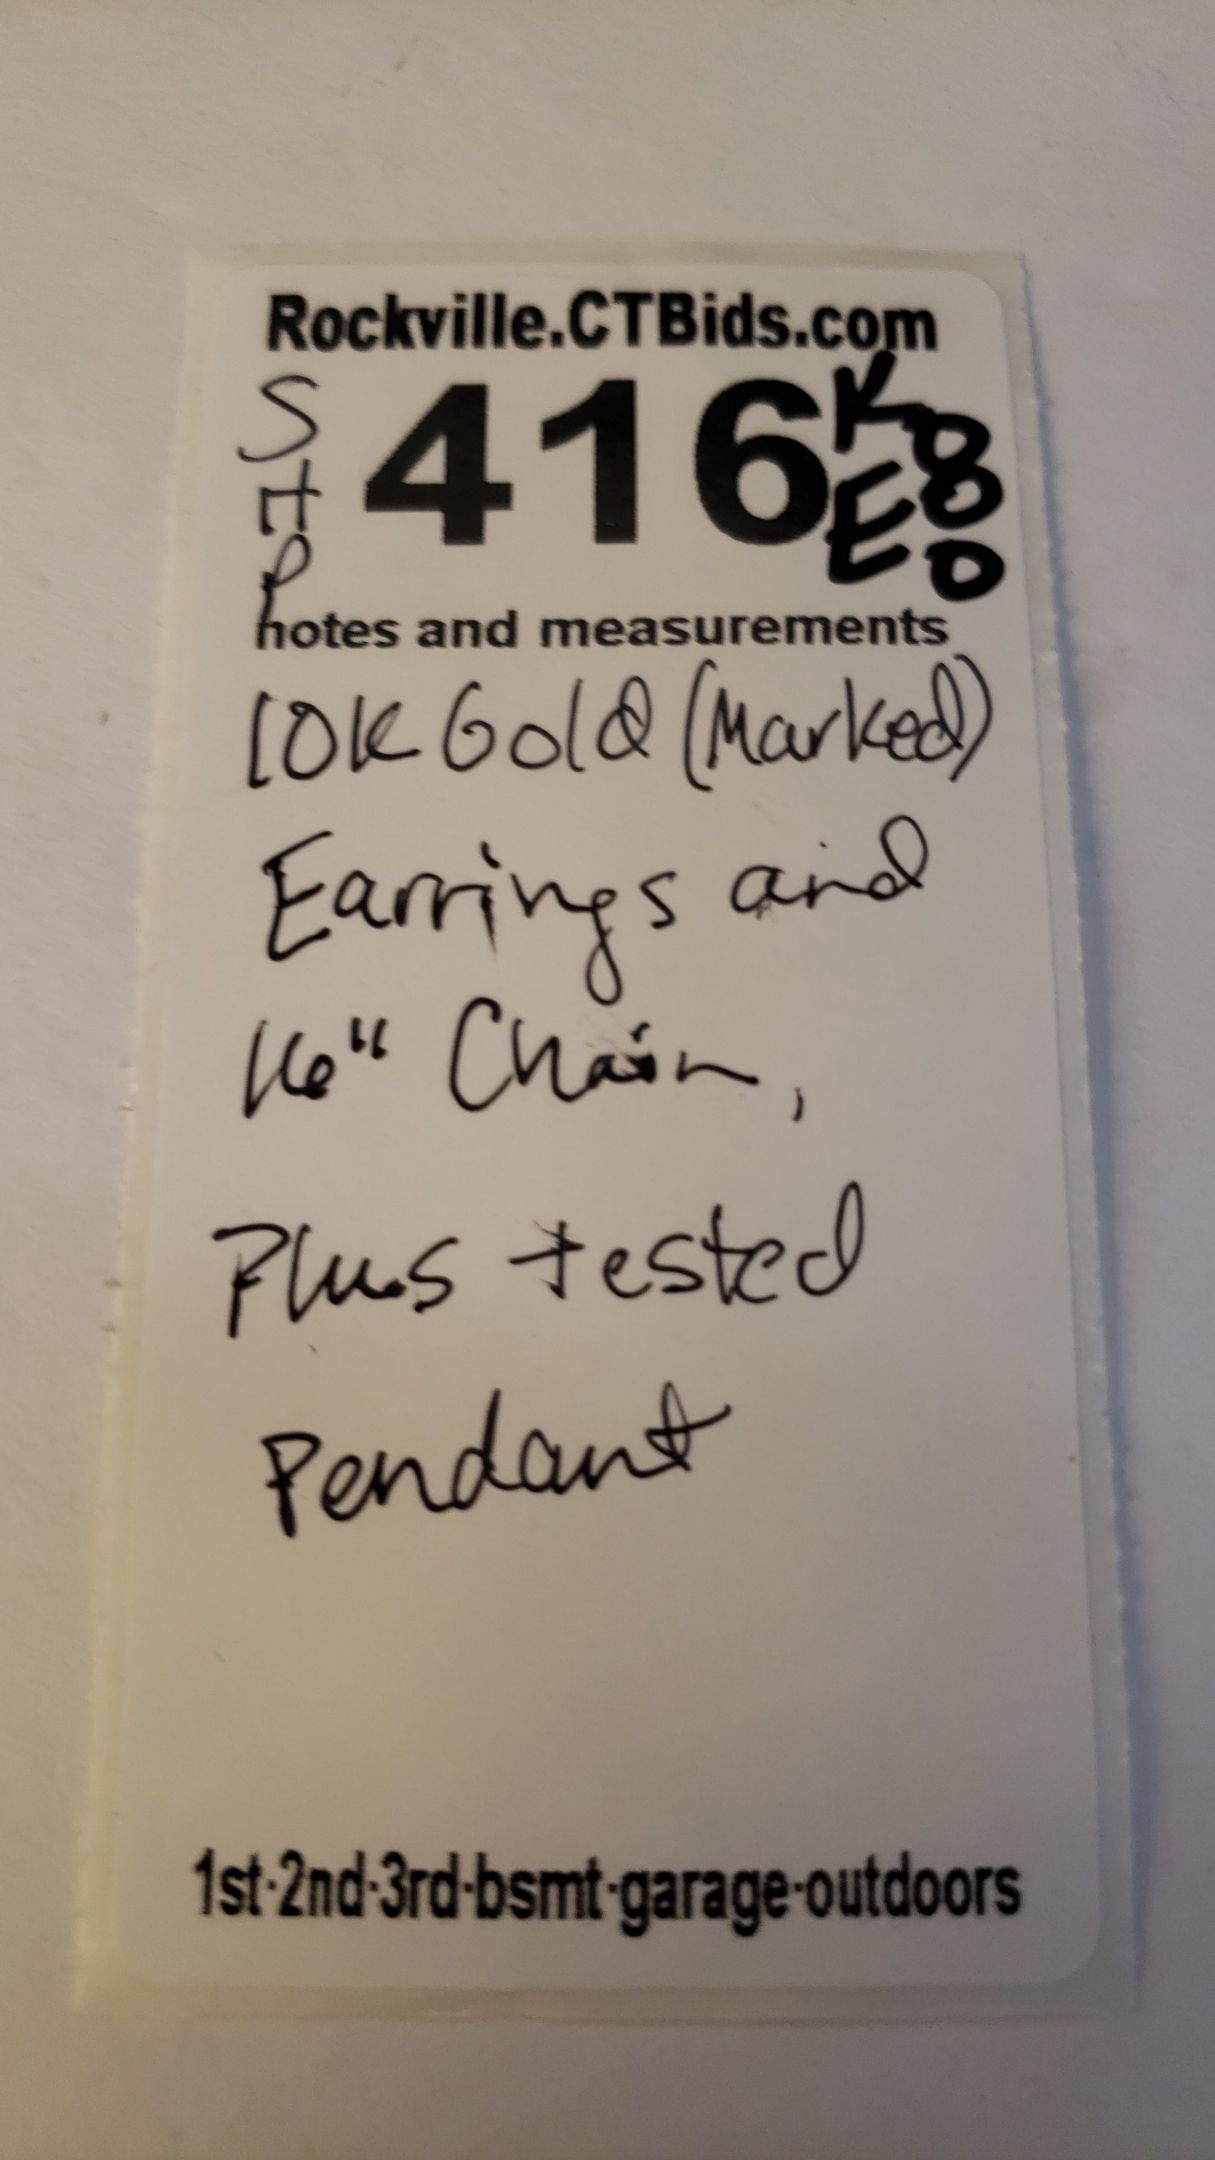 Rockville.CTBids.com
416
notes and measurements
10K Gold (Marked)
Earrings and
16" Chain,
Plus tested
Pendant
1st-2nd-3rd-bsmt-garage-outdoors